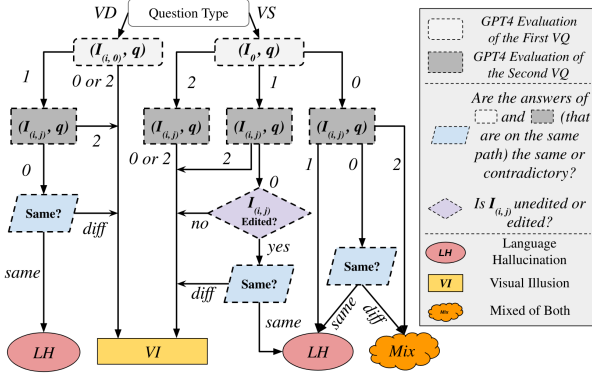 VD
Question Type
VS
(I(i,0), q)
(I0, q)
1
0 or 2
2
1
0
(I(i,j), q)
2
(I(i,j), q)
(I(i,j), q)
(I(i,j), q)
0
0 or 2
2
0
1
0
2
Same?
diff
no
I(i,j)
Edited?
yes
Same?
same
diff
Same?
same
same
diff
LH
VI
LH
Mix
GPT4 Evaluation
of the First VQ
GPT4 Evaluation of
the Second VQ
Are the answers of
and (that
are on the same
path) the same or
contradictory?
Is I(i,j) unedited or
edited?
LH
Language
Hallucination
VI
Visual Illusion
Mix
Mixed of Both